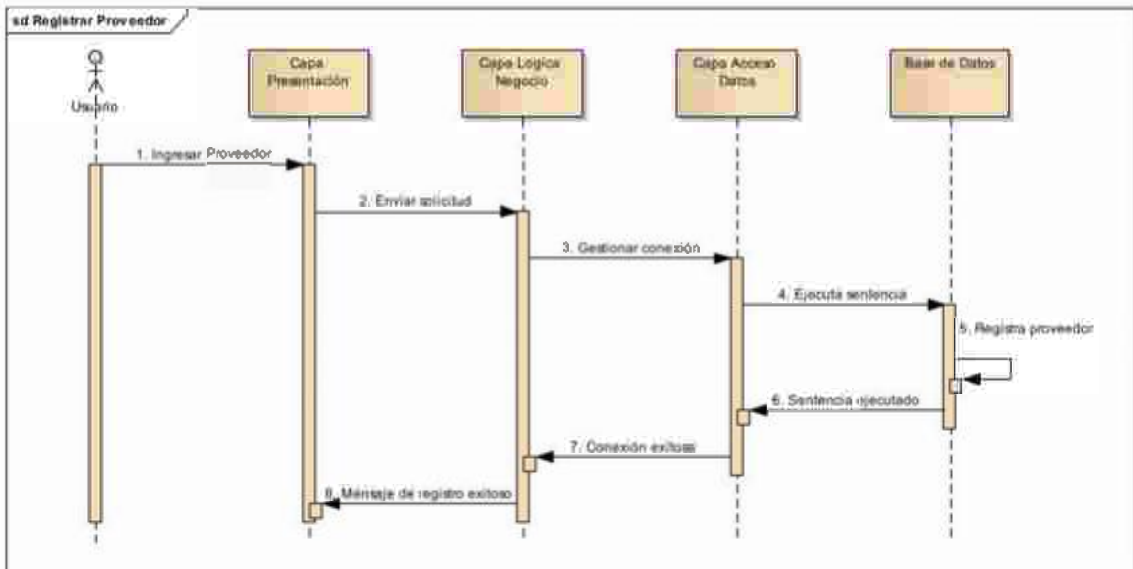 sd Registrar Proveedor
Usuario
Capa
Presentación
Capa Logica
Negocio
Capa Acceso
Datos
Base de Datos
1. Ingresar Proveedor
2. Enviar solicitud
3. Gestionar conexión
4. Ejecuta sentencia
5. Registra proveedor
6. Sentencia ejecutado
7. Conexión exitosa
8. Mensaje de registro exitoso